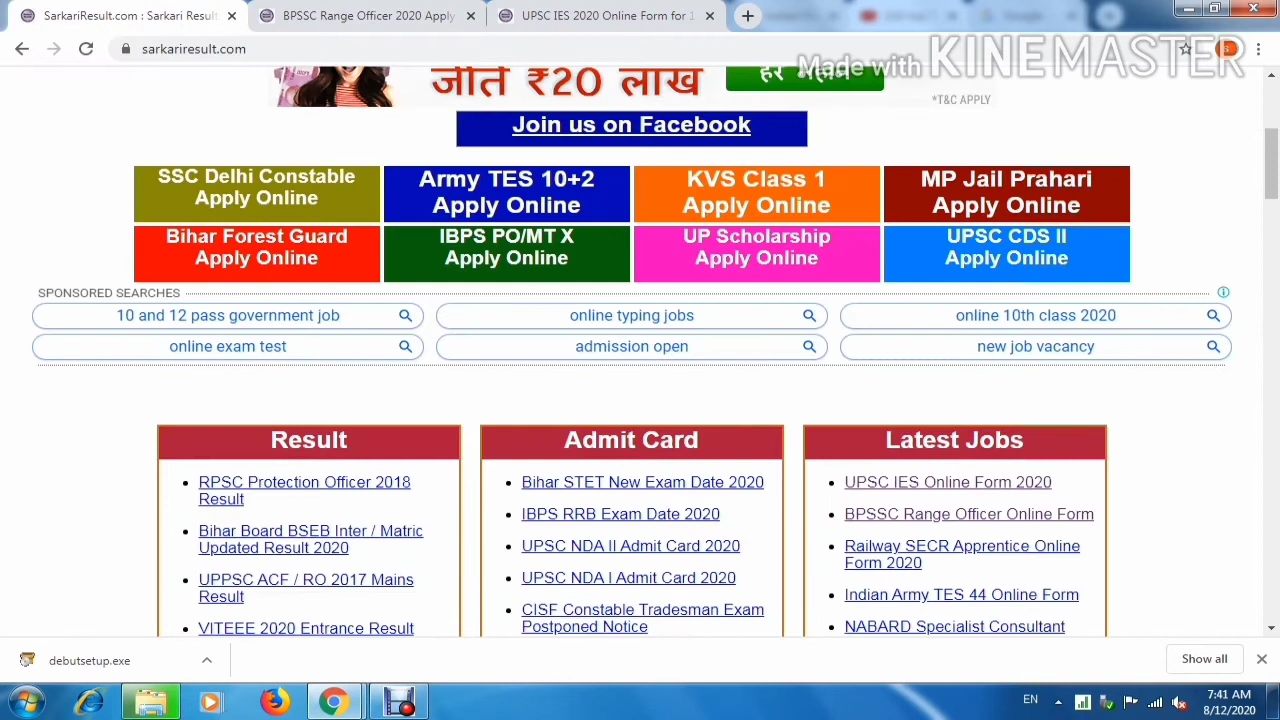 SarkariResult.com : Sarkari Result
BPSSC Range Officer 2020 Apply
UPSC ISS 2020 Online Form for 1
sarkariresult.com
Made with KINEMASTER
जीतें ₹20 लाख
*T&C APPLY
Join us on Facebook
SSC Delhi Constable
Apply Online
Army TES 10+2
Apply Online
KVS Class 1
Apply Online
MP Jail Prahari
Apply Online
Bihar Forest Guard
Apply Online
IBPS PO/MT X
Apply Online
UP Scholarship
Apply Online
UPSC CDS II
Apply Online
SPONSORED SEARCHES
10 and 12 pass government job
online typing jobs
online 10th class 2020
online exam test
admission open
new job vacancy
Result
RPSC Protection Officer 2018
Result
Bihar Board BSEB Inter / Matric
Updated Result 2020
UPPSC ACF / RO 2017 Mains
Result
VITEEE 2020 Entrance Result
Admit Card
Bihar STET New Exam Date 2020
IBPS RRB Exam Date 2020
UPSC NDA II Admit Card 2020
UPSC NDA I Admit Card 2020
CISF Constable Tradesman Exam
Postponed Notice
Latest Jobs
UPSC IES Online Form 2020
BPSSC Range Officer Online Form
Railway SECR Apprentice Online
Form 2020
Indian Army TES 44 Online Form
NABARD Specialist Consultant
debutsetup.exe
Show all
EN
7:41 AM
8/12/2020